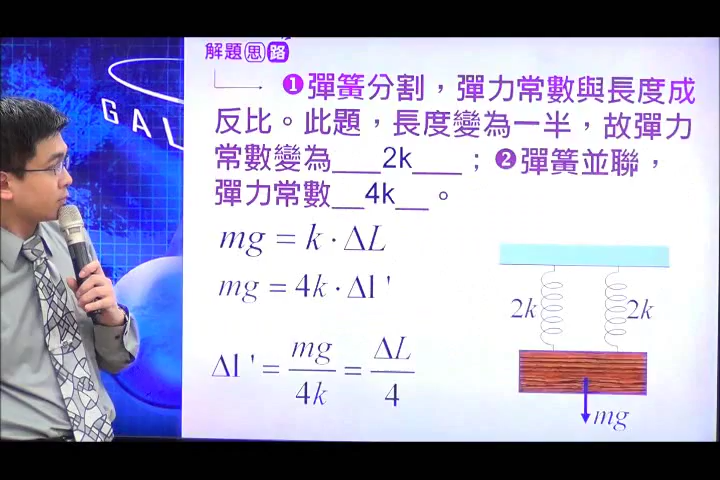 解題思路
❶彈簧分割,彈力常數與長度成
反比。此題,長度變為一半,故彈力
常數變為___2k___;❷彈簧並聯,
彈力常數__4k__。
mg = k · ΔL
mg = 4k · Δl '
Δl ' = mg/4k = ΔL/4
2k
2k
mg
GAL